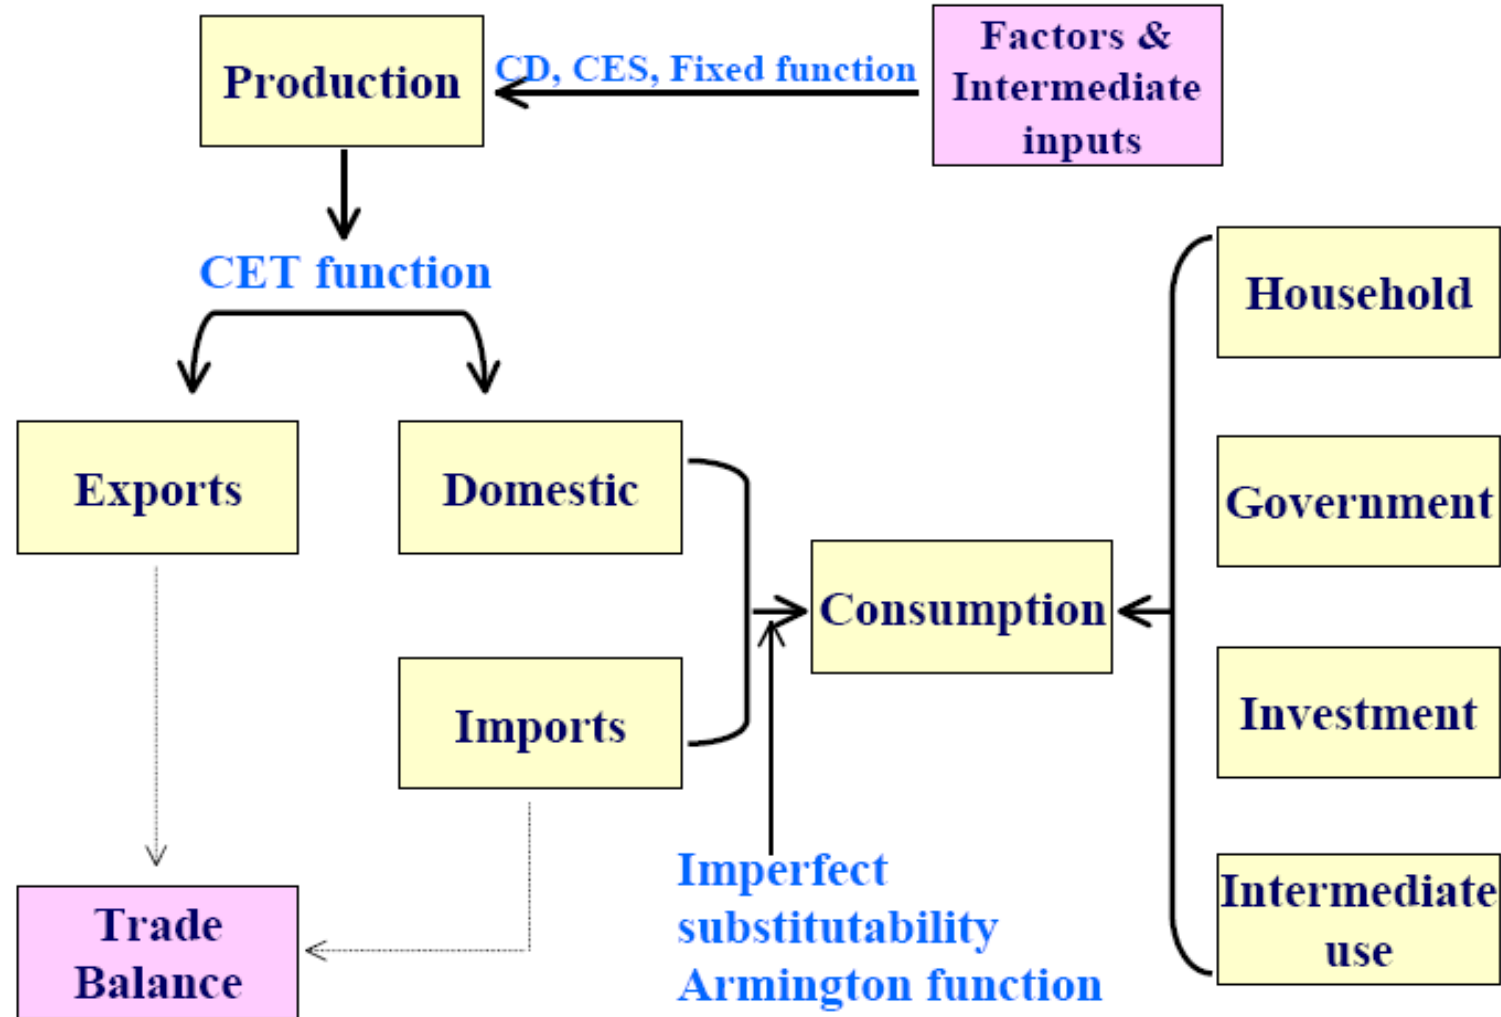 Production
CD, CES, Fixed function
Factors &
Intermediate
inputs
CET function
Household
Exports
Domestic
Government
Consumption
Imports
Investment
Imperfect
substitutability
Armington function
Intermediate
use
Trade
Balance